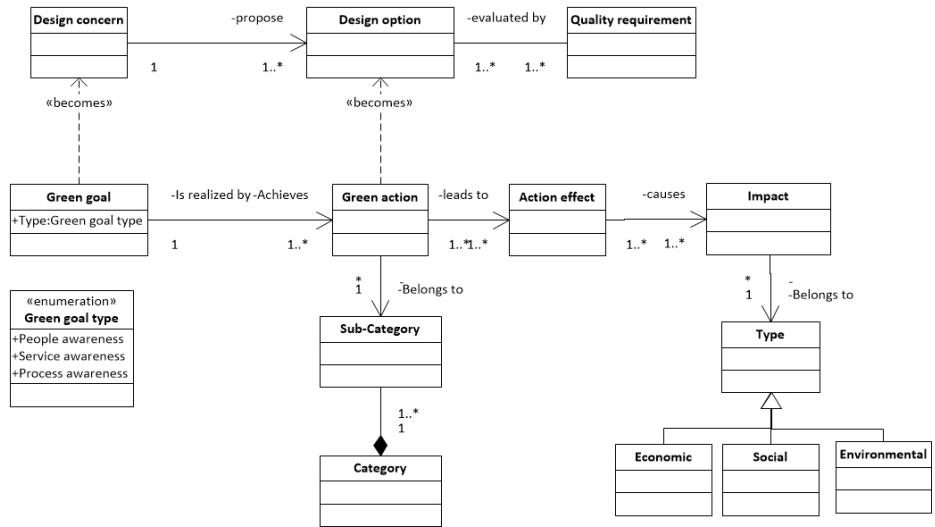 Design concern
-propose
Design option
-evaluated by
Quality requirement
1
1..*
1..*
1..*
«becomes»
«becomes»
Green goal
+Type:Green goal type
-Is realized by -Achieves
Green action
-leads to
Action effect
-causes
Impact
1
1..*
1..*
1..*
1..*
1..*
*
1
-
-Belongs to
*
1
-
-Belongs to
«enumeration»
Green goal type
+People awareness
+Service awareness
+Process awareness
Sub-Category
Type
1..*
1
Category
Economic
Social
Environmental